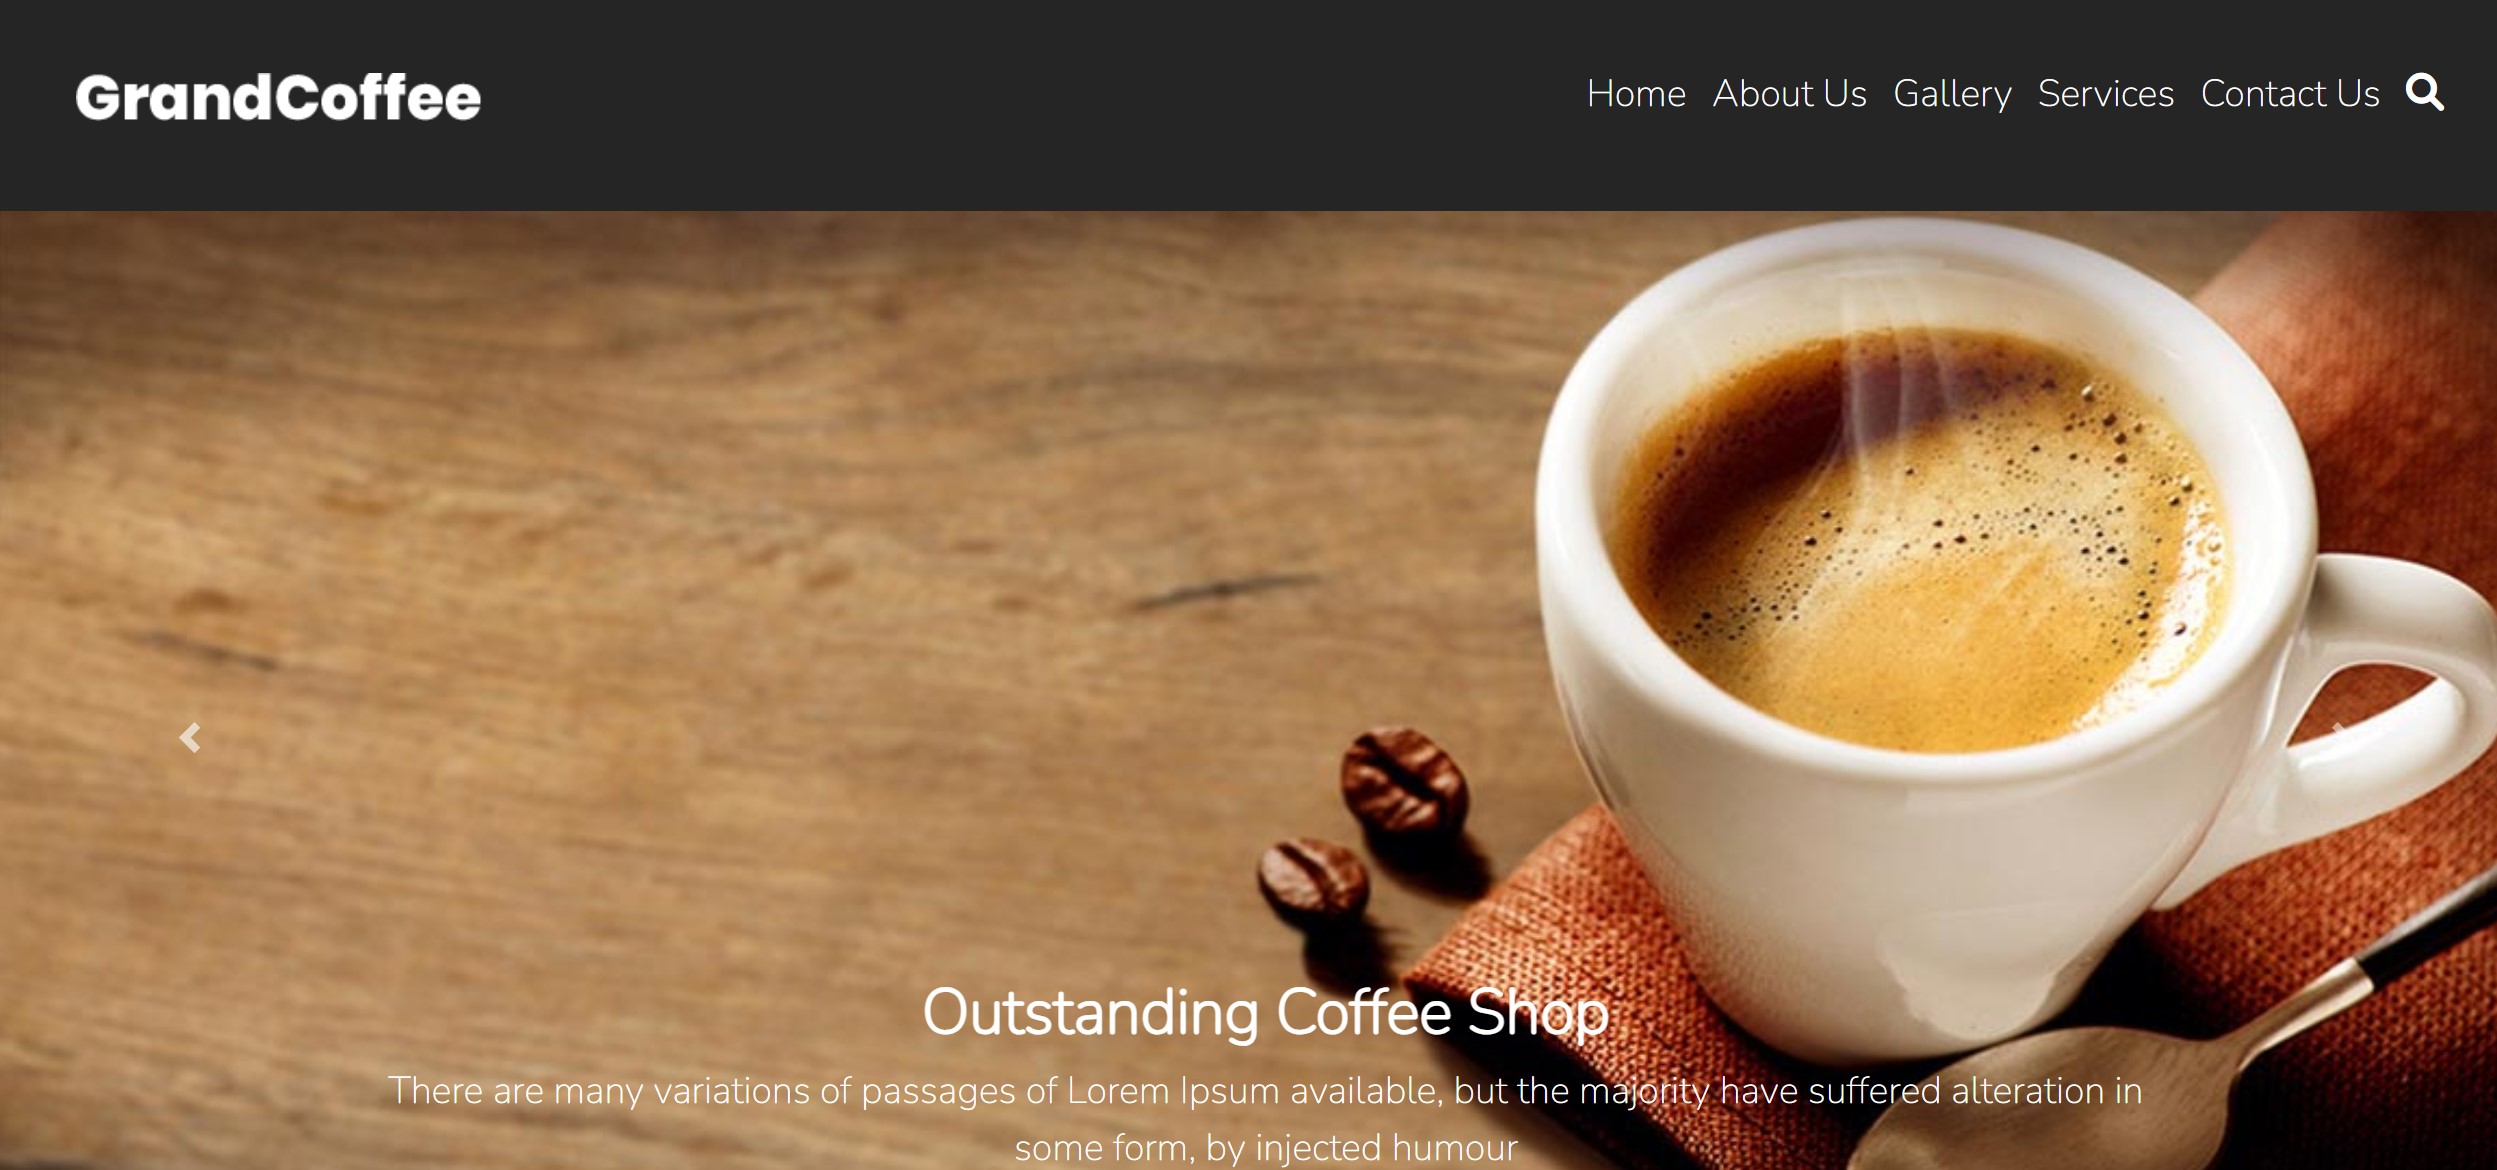 GrandCoffee
Home About Us Gallery Services Contact Us
Outstanding Coffee Shop
There are many variations of passages of Lorem Ipsum available, but the majority have suffered alteration in
some form, by injected humour